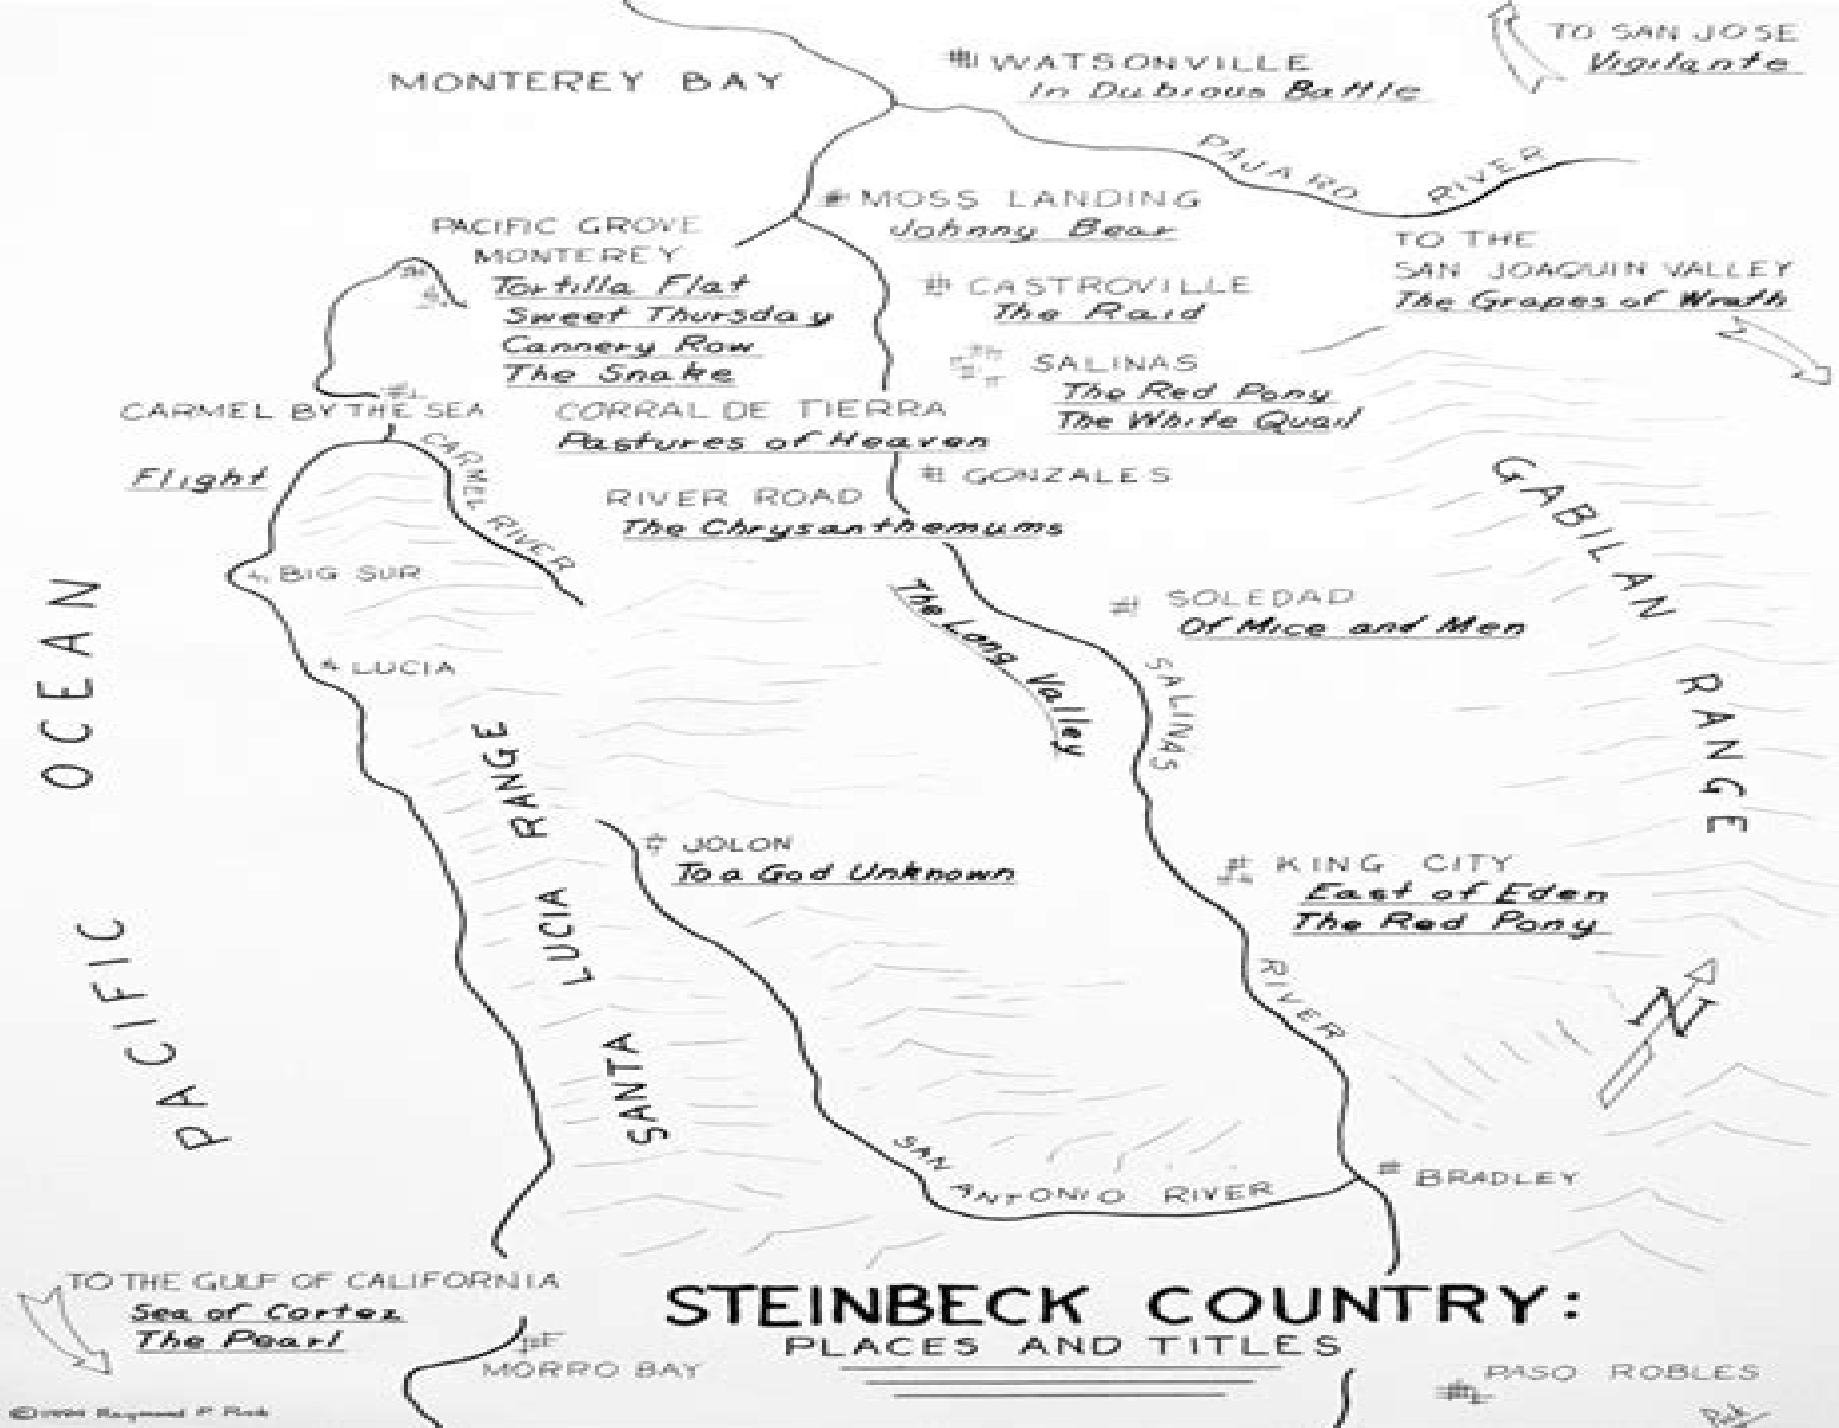 TO SAN JOSE
Vigilante
WATSONVILLE
In Dubious Battle
MONTEREY BAY
PAJARO RIVER
MOSS LANDING
Johnny Bear
PACIFIC GROVE
MONTEREY
Tortilla Flat
Sweet Thursday
Cannery Row
The Snake
TO THE
SAN JOAQUIN VALLEY
The Grapes of Wrath
CASTROVILLE
The Raid
SALINAS
The Red Pony
The White Quail
CARMEL BY THE SEA
Flight
CORRAL DE TIERRA
Pastures of Heaven
CARMEL RIVER
GONZALES
RIVER ROAD
The Chrysanthemums
GABILAN RANGE
BIG SUR
The Long Valley
SOLEDAD
Of Mice and Men
LUCIA
SALINAS RIVER
PACIFIC OCEAN
SANTA LUCIA RANGE
JOLON
To a God Unknown
KING CITY
East of Eden
The Red Pony
N
SAN ANTONIO RIVER
BRADLEY
TO THE GULF OF CALIFORNIA
Sea of Cortez
The Pearl
STEINBECK COUNTRY:
PLACES AND TITLES
MORRO BAY
PASO ROBLES